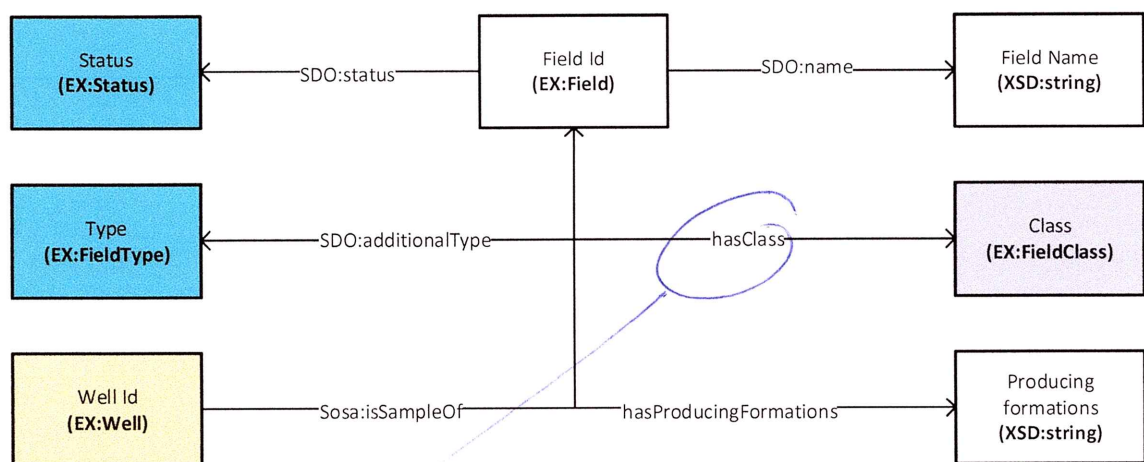 Status
(EX:Status)
SDO:status
Field Id
(EX:Field)
SDO:name
Field Name
(XSD:string)
Type
(EX:FieldType)
SDO:additionalType
hasClass
Class
(EX:FieldClass)
Well Id
(EX:Well)
Sosa:isSampleOf
hasProducingFormations
Producing
formations
(XSD:string)